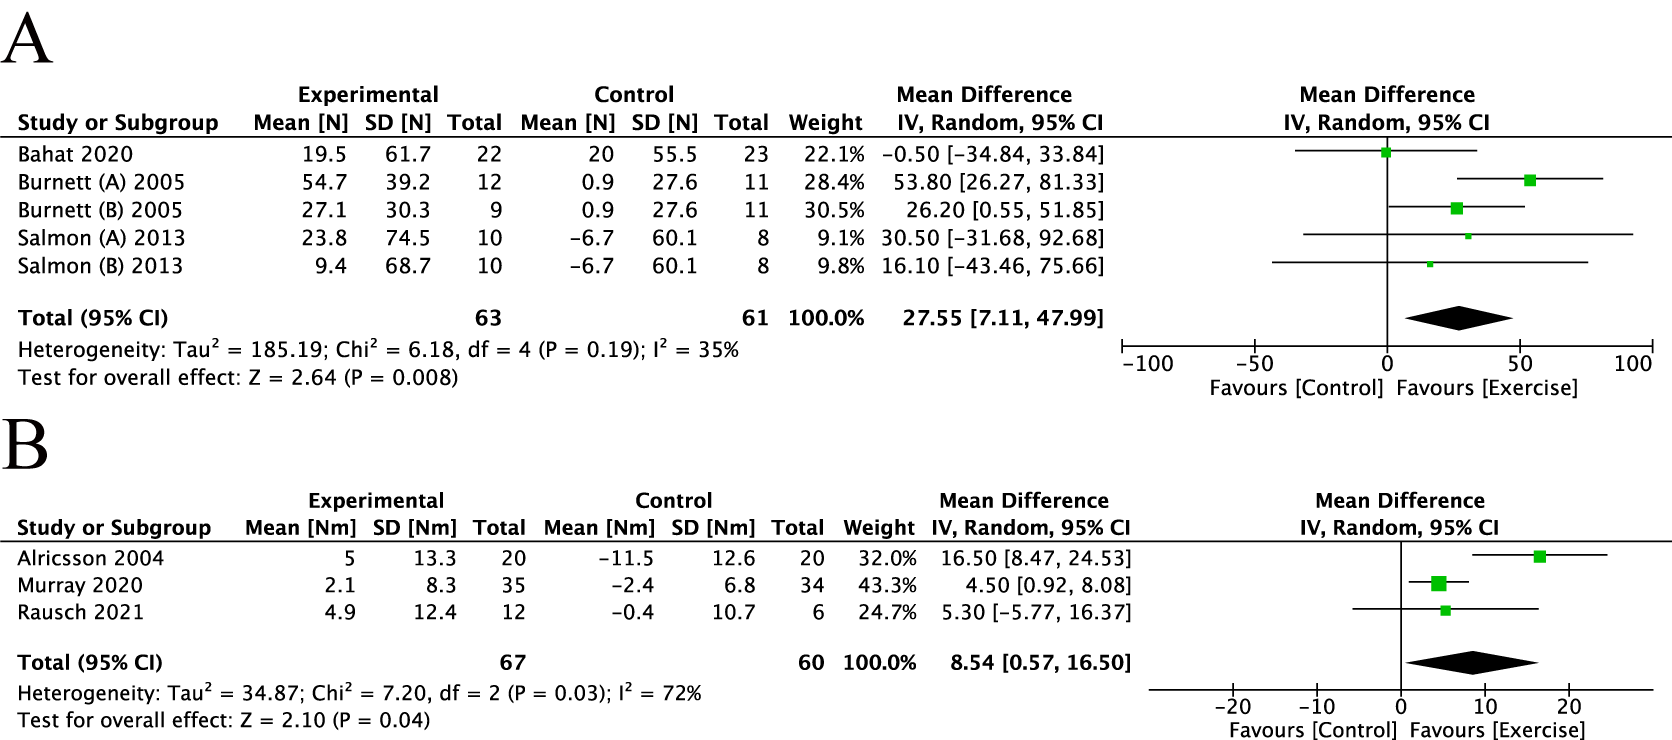 A
Experimental Control Mean Difference Mean Difference
Study or Subgroup Mean [N] SD [N] Total Mean [N] SD [N] Total Weight IV, Random, 95% CI IV, Random, 95% CI
Bahat 2020 19.5 61.7 22 20 55.5 23 22.1% −0.50 [−34.84, 33.84]
Burnett (A) 2005 54.7 39.2 12 0.9 27.6 11 28.4% 53.80 [26.27, 81.33]
Burnett (B) 2005 27.1 30.3 9 0.9 27.6 11 30.5% 26.20 [0.55, 51.85]
Salmon (A) 2013 23.8 74.5 10 −6.7 60.1 8 9.1% 30.50 [−31.68, 92.68]
Salmon (B) 2013 9.4 68.7 10 −6.7 60.1 8 9.8% 16.10 [−43.46, 75.66]
Total (95% CI) 63 61 100.0% 27.55 [7.11, 47.99]
Heterogeneity: Tau² = 185.19; Chi² = 6.18, df = 4 (P = 0.19); I² = 35%
Test for overall effect: Z = 2.64 (P = 0.008)
−100 −50 0 50 100
Favours [Control] Favours [Exercise]
B
Experimental Control Mean Difference Mean Difference
Study or Subgroup Mean [Nm] SD [Nm] Total Mean [Nm] SD [Nm] Total Weight IV, Random, 95% CI IV, Random, 95% CI
Alricsson 2004 5 13.3 20 −11.5 12.6 20 32.0% 16.50 [8.47, 24.53]
Murray 2020 2.1 8.3 35 −2.4 6.8 34 43.3% 4.50 [0.92, 8.08]
Rausch 2021 4.9 12.4 12 −0.4 10.7 6 24.7% 5.30 [−5.77, 16.37]
Total (95% CI) 67 60 100.0% 8.54 [0.57, 16.50]
Heterogeneity: Tau² = 34.87; Chi² = 7.20, df = 2 (P = 0.03); I² = 72%
Test for overall effect: Z = 2.10 (P = 0.04)
−20 −10 0 10 20
Favours [Control] Favours [Exercise]